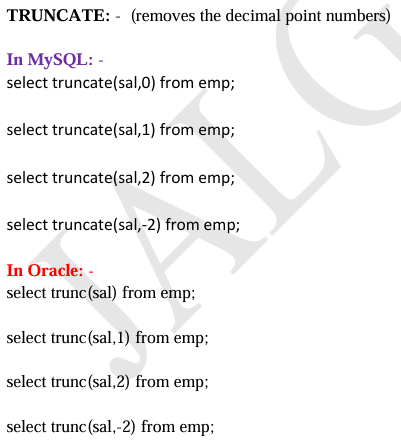 TRUNCATE: - (removes the decimal point numbers)
In MySQL: -
select truncate(sal,0) from emp;
select truncate(sal,1) from emp;
select truncate(sal,2) from emp;
select truncate(sal,-2) from emp;
In Oracle: -
select trunc(sal) from emp;
select trunc(sal,1) from emp;
select trunc(sal,2) from emp;
select trunc(sal,-2) from emp;